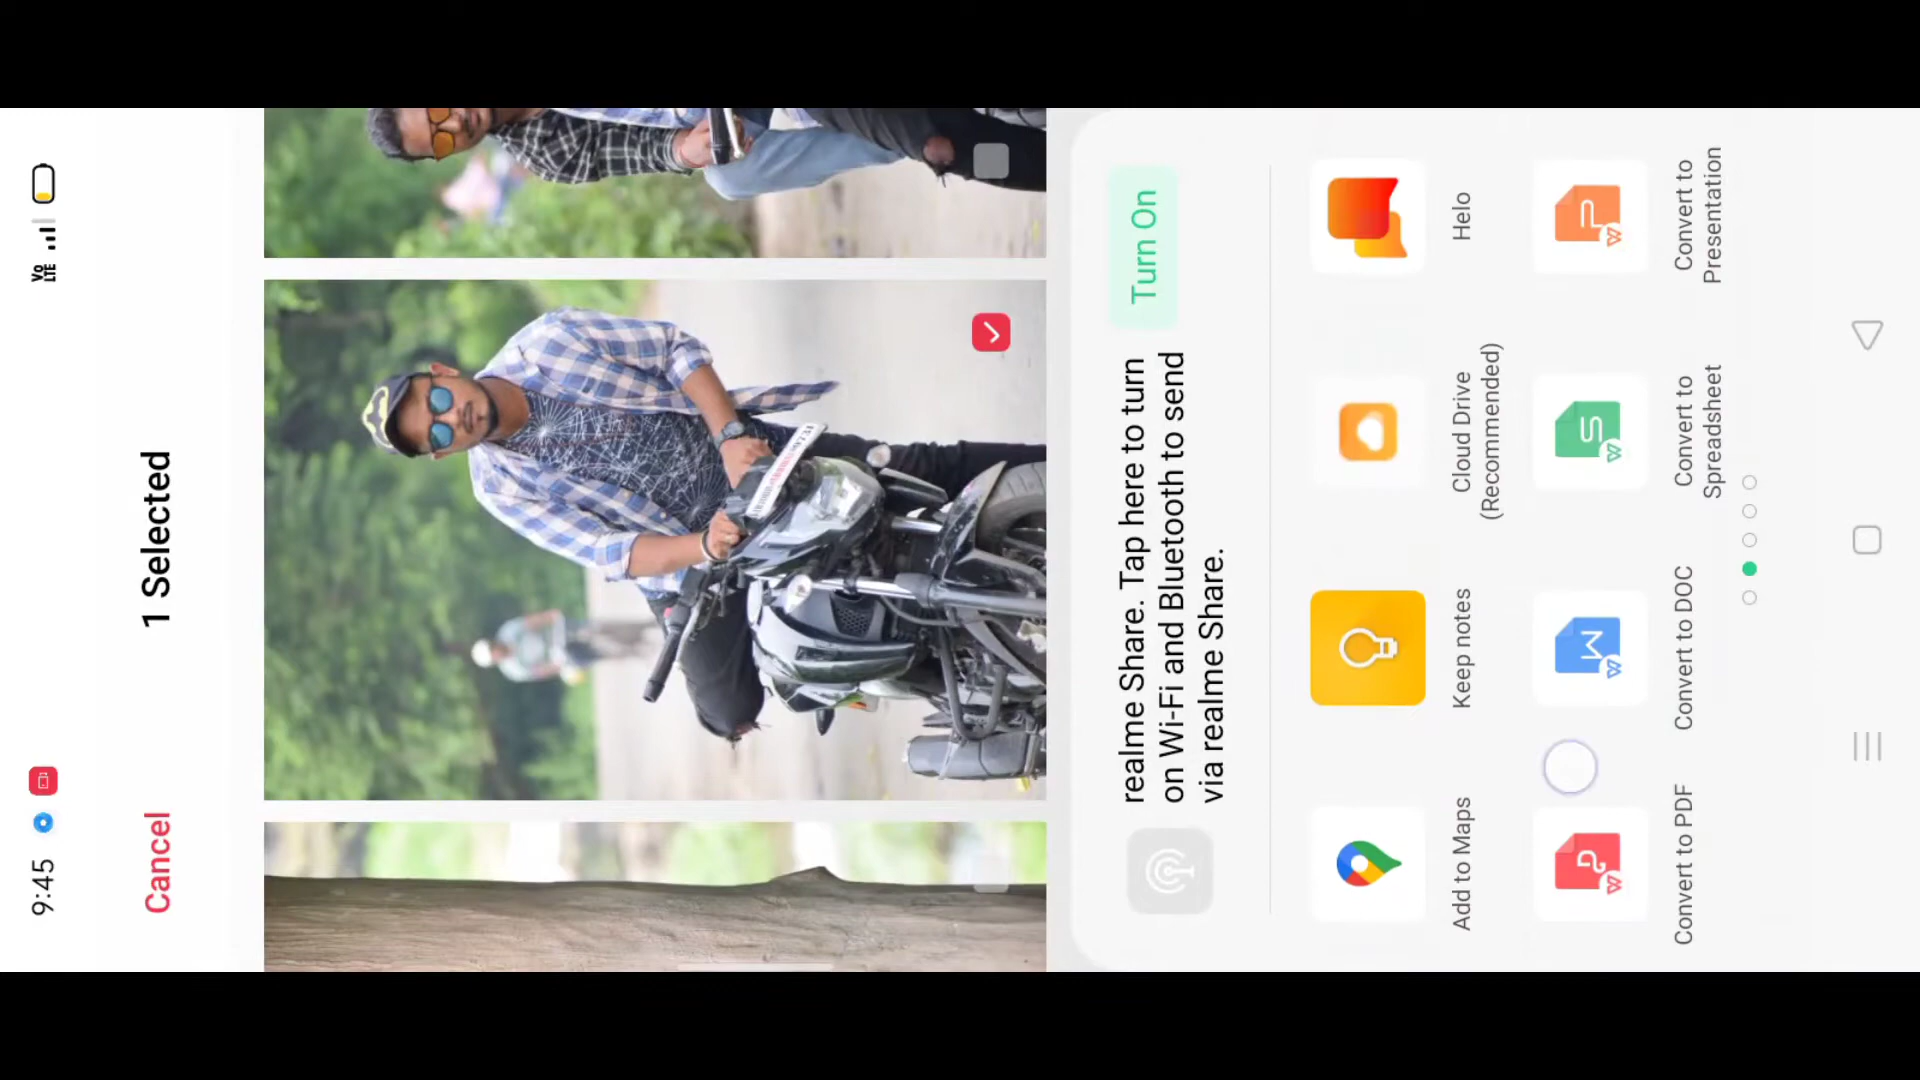 9:45
VO
LTE
Cancel
1 Selected
realme Share. Tap here to turn
on Wi-Fi and Bluetooth to send
via realme Share.
Turn On
Add to Maps
Keep notes
Cloud Drive
(Recommended)
Helo
Convert to PDF
Convert to DOC
Convert to
Spreadsheet
Convert to
Presentation